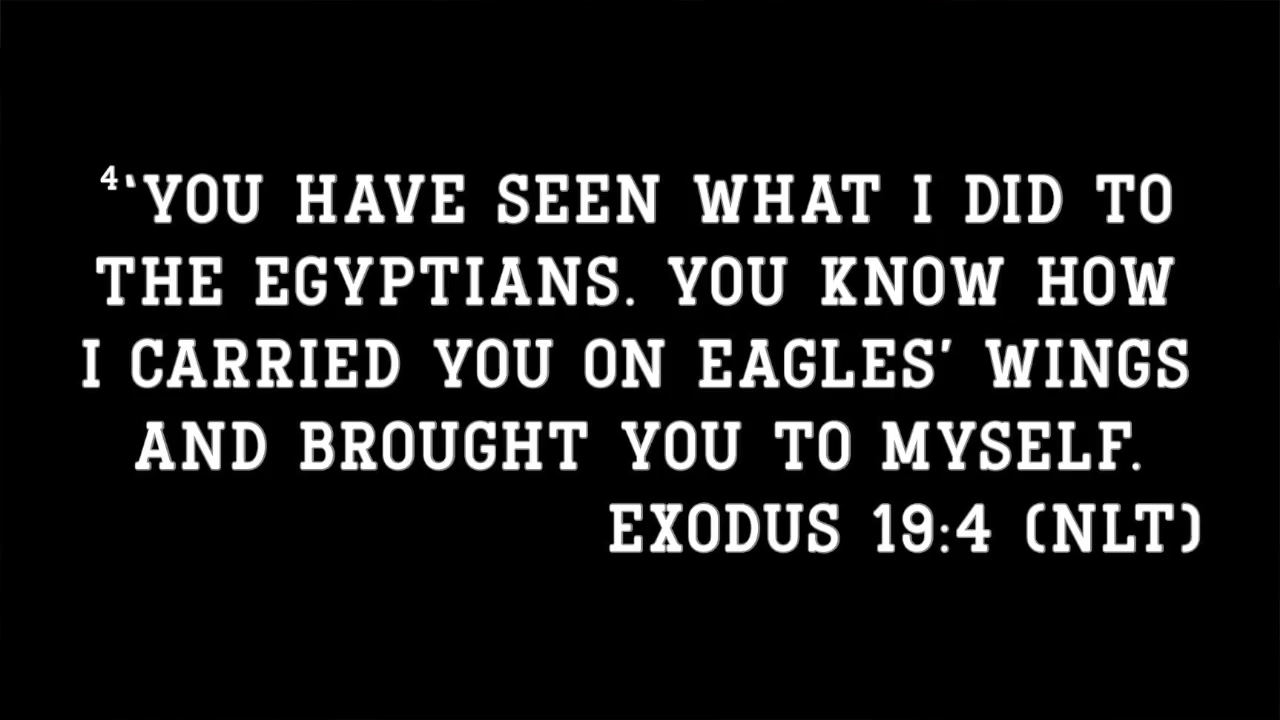 ⁴‘YOU HAVE SEEN WHAT I DID TO
THE EGYPTIANS. YOU KNOW HOW
I CARRIED YOU ON EAGLES’ WINGS
AND BROUGHT YOU TO MYSELF.
EXODUS 19:4 (NLT)